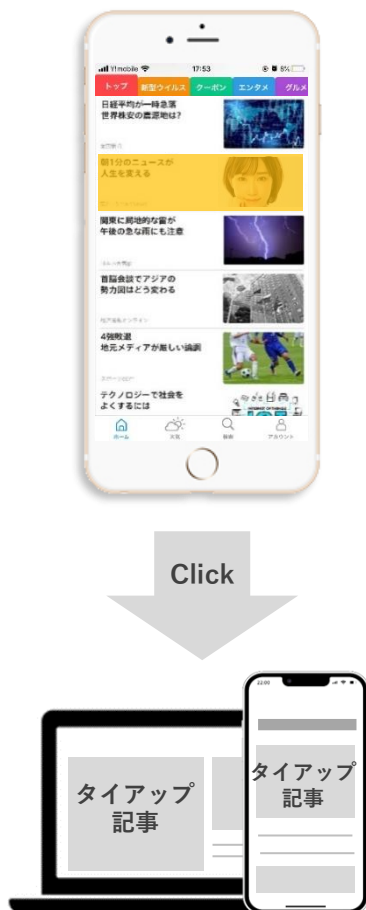 Y!mobile 17:53 8%
トップ 新型ウイルス クーポン エンタメ グルメ
日経平均が一時急落
世界株安の震源地は?
朝1分のニュースが
人生を変える
関東に局地的な雷が
午後の急な雨にも注意
首脳会談でアジアの
勢力図はどう変わる
4強敗退
地元メディアが厳しい論調
テクノロジーで社会を
よくするには
INTERNET OF THINGS
ホーム 天気 検索 アカウント
Click
22:00
タイアップ
記事
タイアップ
記事